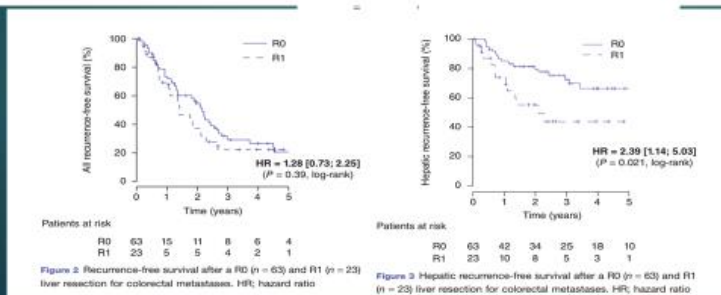 100
80
60
40
20
0
All recurrence-free survival (%)
R0
R1
HR = 1.28 [0.73; 2.25]
(P = 0.39, log-rank)
0 1 2 3 4 5
Time (years)
Patients at risk
R0 63 15 11 8 6 4
R1 23 5 5 4 2 1
Figure 2 Recurrence-free survival after a R0 (n = 63) and R1 (n = 23)
liver resection for colorectal metastases. HR; hazard ratio
100
80
60
40
20
0
Hepatic recurrence-free survival (%)
R0
R1
HR = 2.39 [1.14; 5.03]
(P = 0.021, log-rank)
0 1 2 3 4 5
Time (years)
Patients at risk
R0 63 42 34 25 18 10
R1 23 10 8 5 3 1
Figure 3 Hepatic recurrence-free survival after a R0 (n = 63) and R1
(n = 23) liver resection for colorectal metastases. HR, hazard ratio